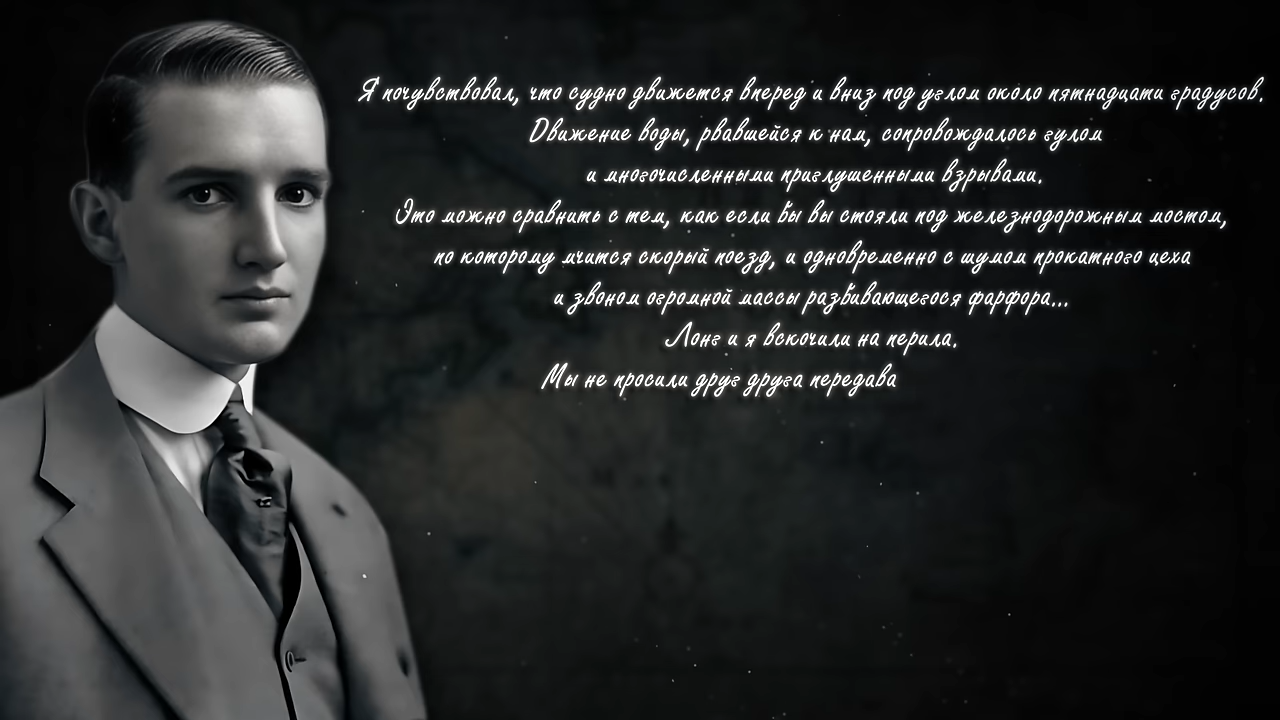 Я почувствовал, что судно движется вперед и вниз под углом около пятнадцати градусов.
Движение воды, рвавшейся к нам, сопровождалось гулом
и многочисленными приглушенными взрывами.
Это можно сравнить с тем, как если бы вы стояли под железнодорожным мостом,
по которому мчится скорый поезд, и одновременно с шумом прокатного цеха
и звоном огромной массы разбивающегося фарфора...
Лонг и я вскочили на перила.
Мы не просили друг друга передава